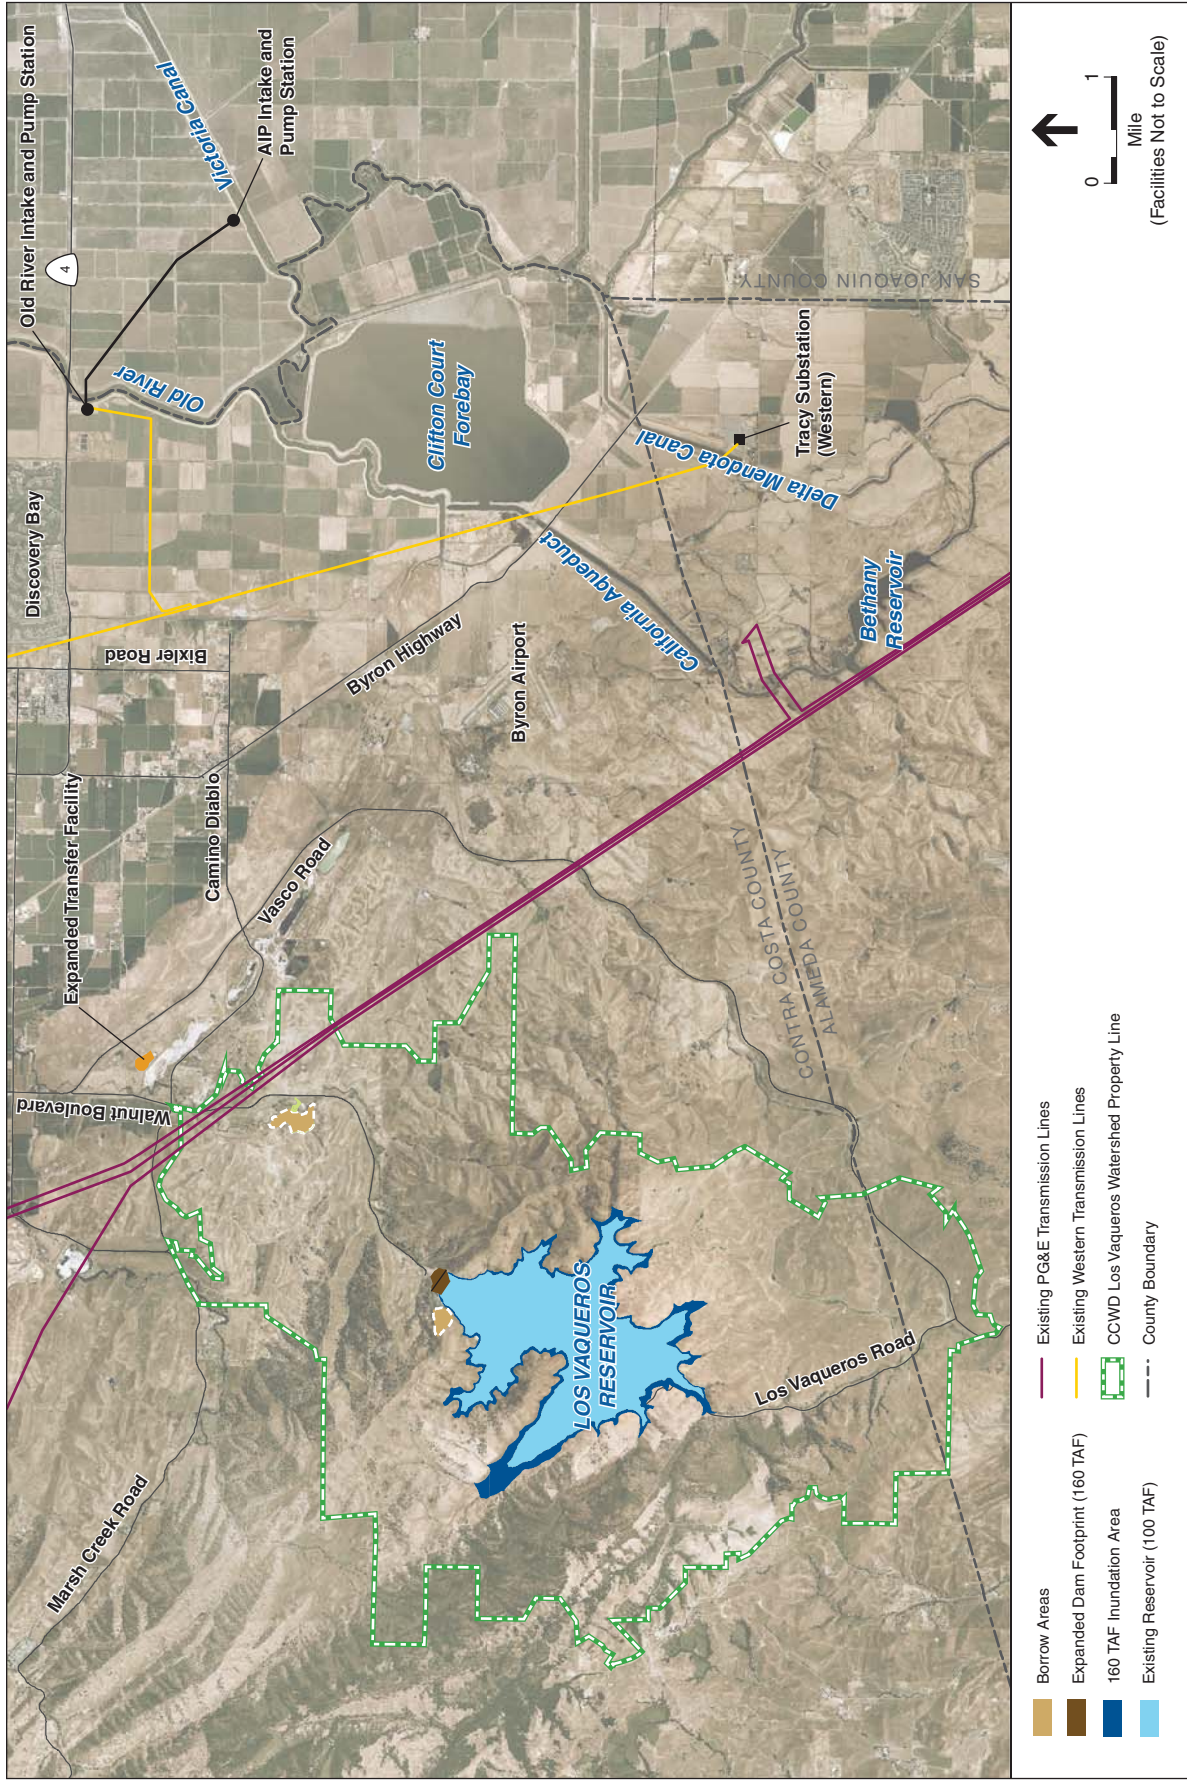 Old River Intake and Pump Station
4
Victoria Canal
AIP Intake and
Pump Station
Old River
Discovery Bay
Bixler Road
Clifton Court
Forebay
SAN JOAQUIN COUNTY
Tracy Substation
(Western)
Delta Mendota Canal
California Aqueduct
Bethany
Reservoir
Byron Highway
Byron Airport
Expanded Transfer Facility
Camino Diablo
Vasco Road
Walnut Boulevard
CONTRA COSTA COUNTY
ALAMEDA COUNTY
LOS VAQUEROS
RESERVOIR
Los Vaqueros Road
Marsh Creek Road
Borrow Areas
Expanded Dam Footprint (160 TAF)
160 TAF Inundation Area
Existing Reservoir (100 TAF)
Existing PG&E Transmission Lines
Existing Western Transmission Lines
CCWD Los Vaqueros Watershed Property Line
County Boundary
0 1
Mile
(Facilities Not to Scale)